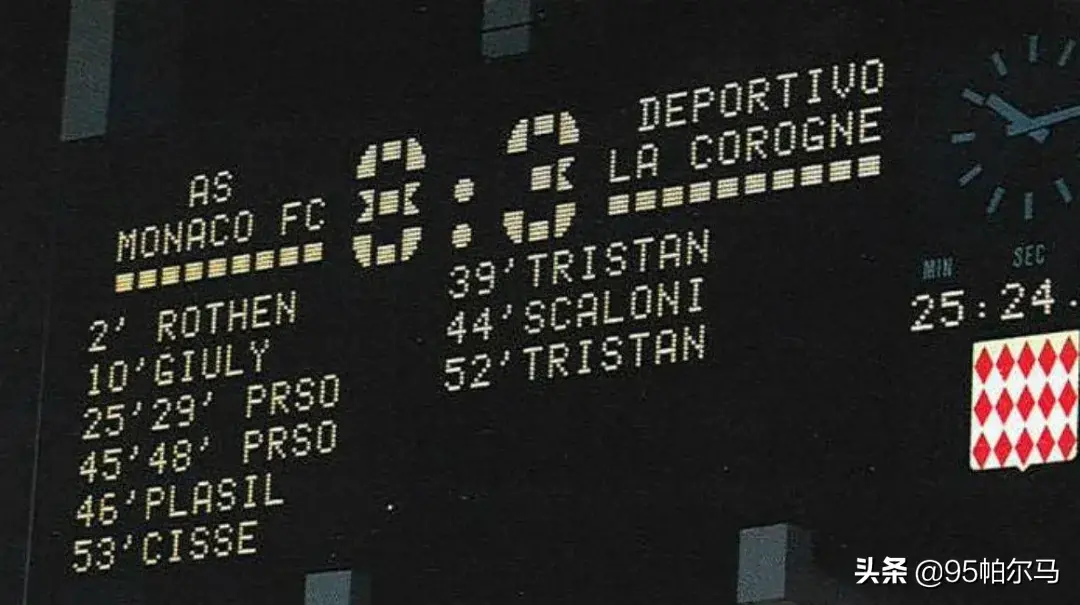 AS
MONACO FC
8:3
DEPORTIVO
LA COROGNE
2' ROTHEN
10'GIULY
25'29' PRSO
45'48' PRSO
46'PLASIL
53'CISSE
39'TRISTAN
44'SCALONI
52'TRISTAN
MIN SEC
25:24.
头条 @95帕尔马